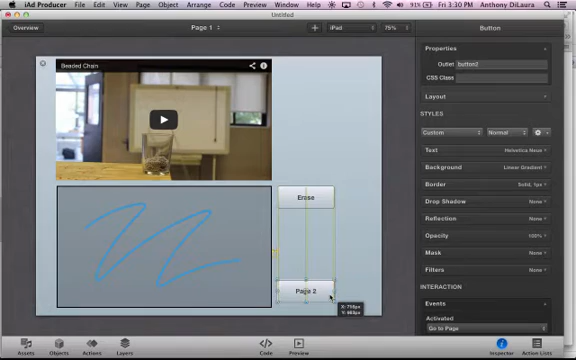 iAd Producer File Edit View Insert Page Object Arrange Code Preview Window Help 91% Fri 3:30 PM Anthony DiLaura
Untitled
Overview Page 1 + iPad 75% Button
Properties
Outlet button2
CSS Class
Layout
STYLES
Custom Normal
Text Helvetica Neue
Background Linear Gradient
Border Solid, 1px
Drop Shadow None
Reflection None
Opacity 100%
Mask None
Filters None
INTERACTION
Events
Activated
Go to Page
Beaded Chain
Erase
Page 2
Assets Objects Actions Layers Code Preview Inspector Action Lists